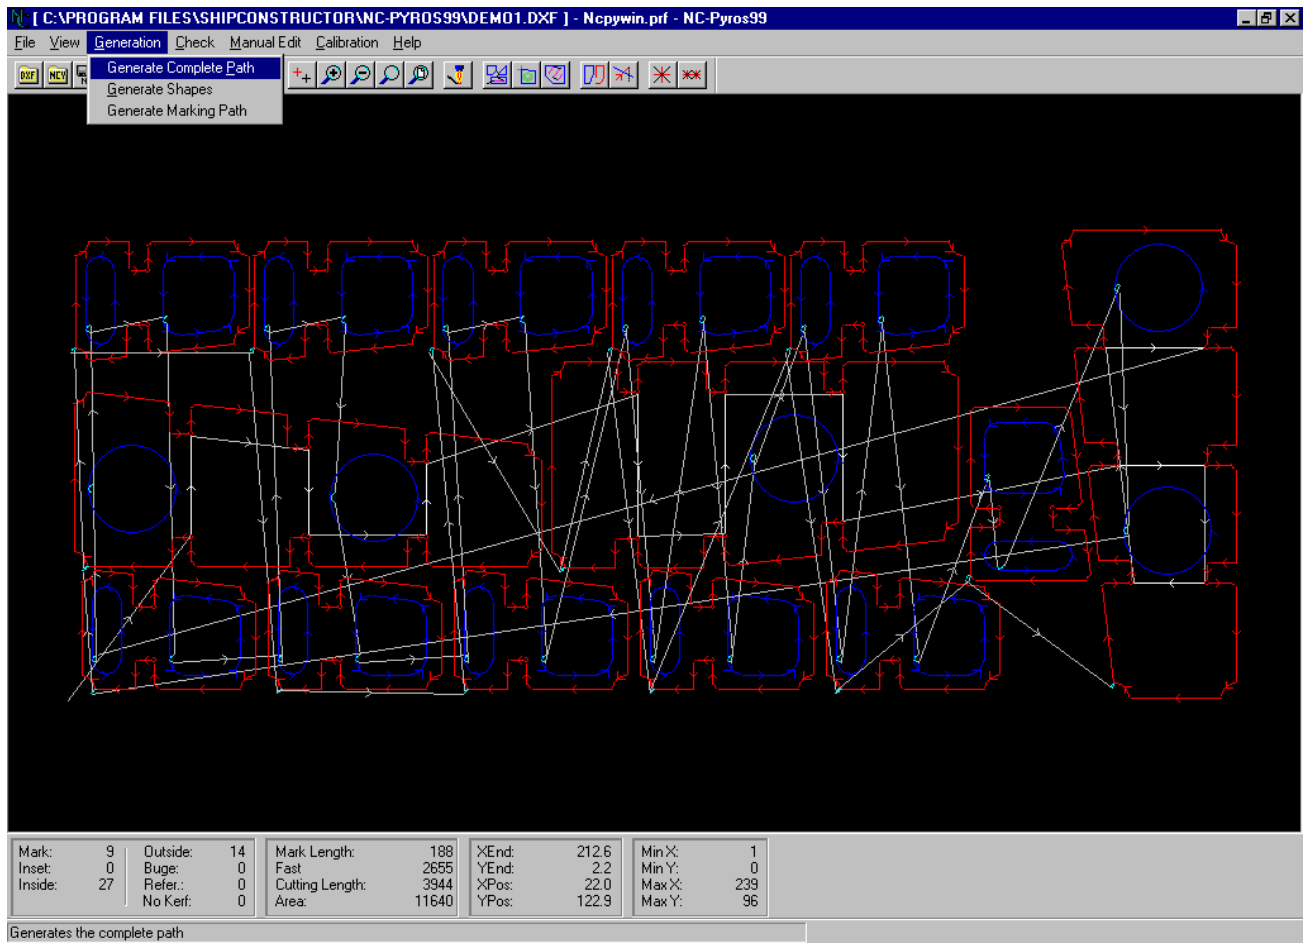 [ C:\PROGRAM FILES\SHIPCONSTRUCTOR\NC-PYROS99\DEMO1.DXF ] - Ncpywin.prf - NC-Pyros99
File View Generation Check Manual Edit Calibration Help
Generate Complete Path
DXF NCV
Generate Shapes
Generate Marking Path
Mark: 9 Outside: 14 Mark Length: 188 XEnd: 212.6 Min X: 1
Inset: 0 Buge: 0 Fast 2655 YEnd: 2.2 Min Y: 0
Inside: 27 Refer.: 0 Cutting Length: 3944 XPos: 22.0 Max X: 239
No Kerf: 0 Area: 11640 YPos: 122.9 Max Y: 96
Generates the complete path